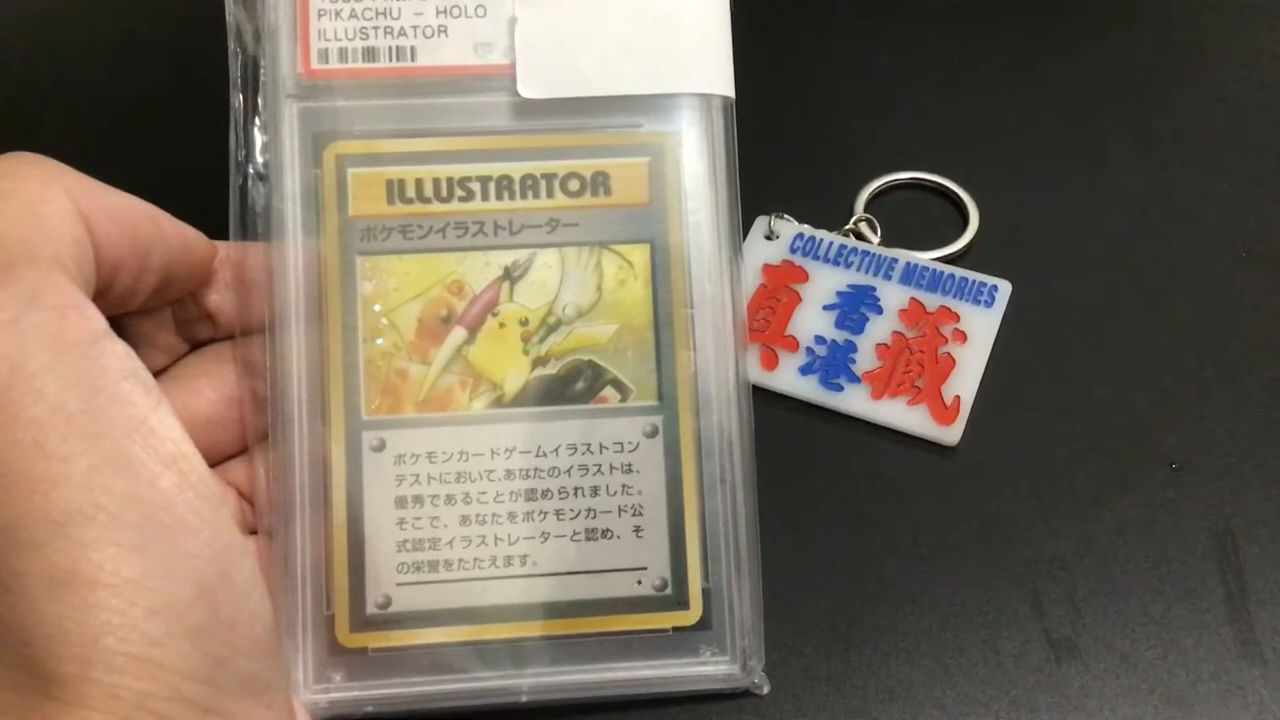 PIKACHU - HOLO
ILLUSTRATOR
ILLUSTRATOR
ポケモンイラストレーター
ポケモンカードゲームイラストコン
テストにおいて、あなたのイラストは、
優秀であることが認められました。
そこで、あなたをポケモンカード公
式認定イラストレーターと認め、そ
の栄誉をたたえます。
COLLECTIVE MEMORIES
真香港藏